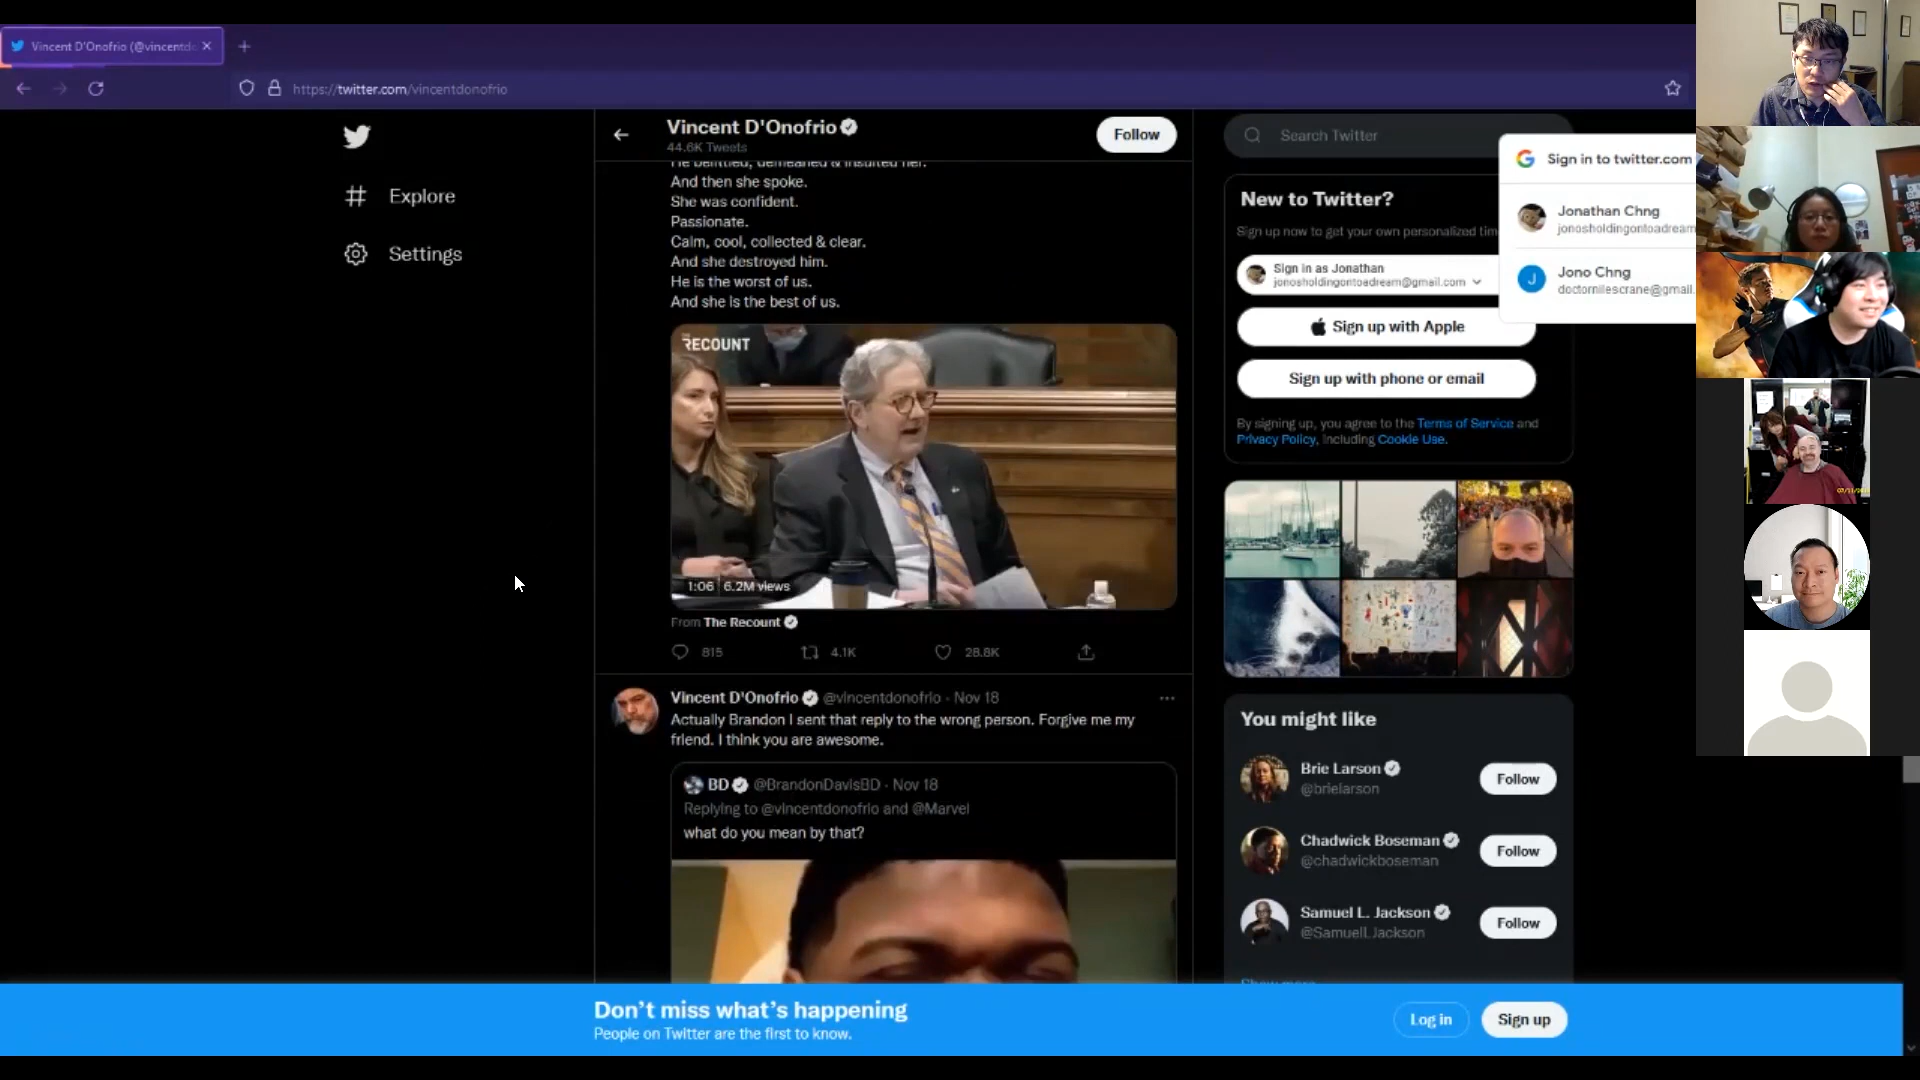 Vincent D'Onofrio (@vincentd
https://twitter.com/vincentdonofrio
Explore
Settings
Vincent D'Onofrio
44.6K Tweets
Follow
He belittled, demeaned & insulted her.
And then she spoke.
She was confident.
Passionate.
Calm, cool, collected & clear.
And she destroyed him.
He is the worst of us.
And she is the best of us.
RECOUNT
1:06 6.2M views
From The Recount
815 4.1K 28.8K
Vincent D'Onofrio @vincentdonofrio · Nov 18
Actually Brandon I sent that reply to the wrong person. Forgive me my
friend. I think you are awesome.
BD @BrandonDavisBD · Nov 18
Replying to @vincentdonofrio and @Marvel
what do you mean by that?
Search Twitter
New to Twitter?
Sign up now to get your own personalized tim
Sign in as Jonathan
jonosholdingontoadream@gmail.com
Sign up with Apple
Sign up with phone or email
By signing up, you agree to the Terms of Service and
Privacy Policy, including Cookie Use.
Sign in to twitter.com
Jonathan Chng
jonosholdingontoadream
J
Jono Chng
doctornilescrane@gmail.
You might like
Brie Larson
@brielarson
Follow
Chadwick Boseman
@chadwickboseman
Follow
Samuel L. Jackson
@SamuelLJackson
Follow
Show more
Don't miss what's happening
People on Twitter are the first to know.
Log in
Sign up